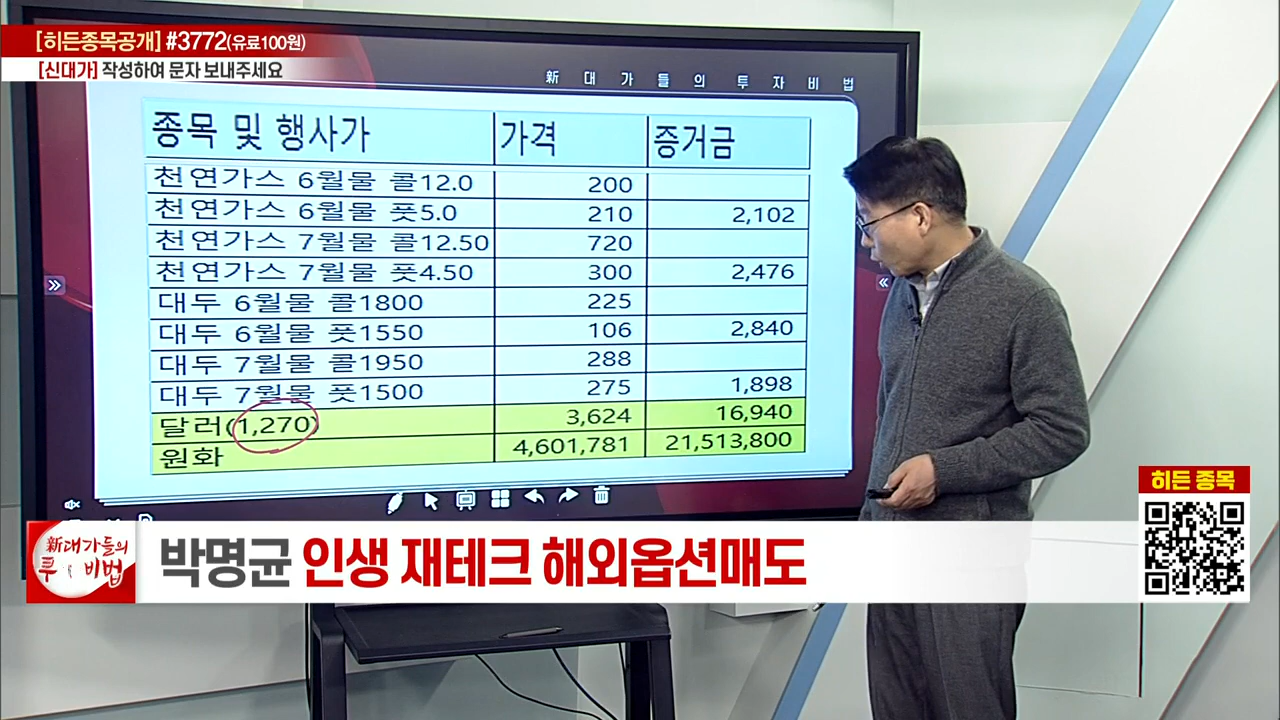 [히든종목공개] #3772(유료100원)
[신대가] 작성하여 문자 보내주세요
新 대 가 들 의 투 자 비 법
종목 및 행사가 가격 증거금
천연가스 6월물 콜12.0 200
천연가스 6월물 풋5.0 210 2,102
천연가스 7월물 콜12.50 720
천연가스 7월물 풋4.50 300 2,476
대두 6월물 콜1800 225
대두 6월물 풋1550 106 2,840
대두 7월물 콜1950 288
대두 7월물 풋1500 275 1,898
달러(1,270) 3,624 16,940
원화 4,601,781 21,513,800
히든 종목
新대가들의
투 비법
박명균 인생 재테크 해외옵션매도